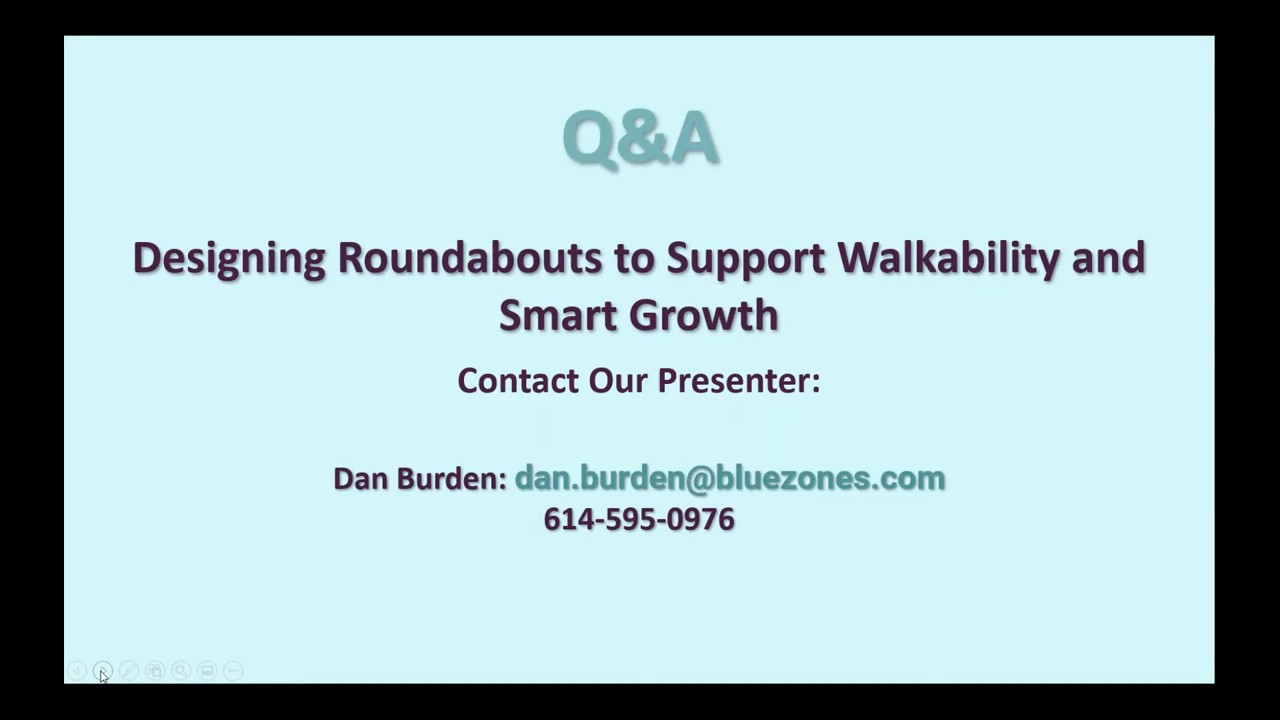 Q&A
Designing Roundabouts to Support Walkability and
Smart Growth
Contact Our Presenter:
Dan Burden: dan.burden@bluezones.com
614-595-0976